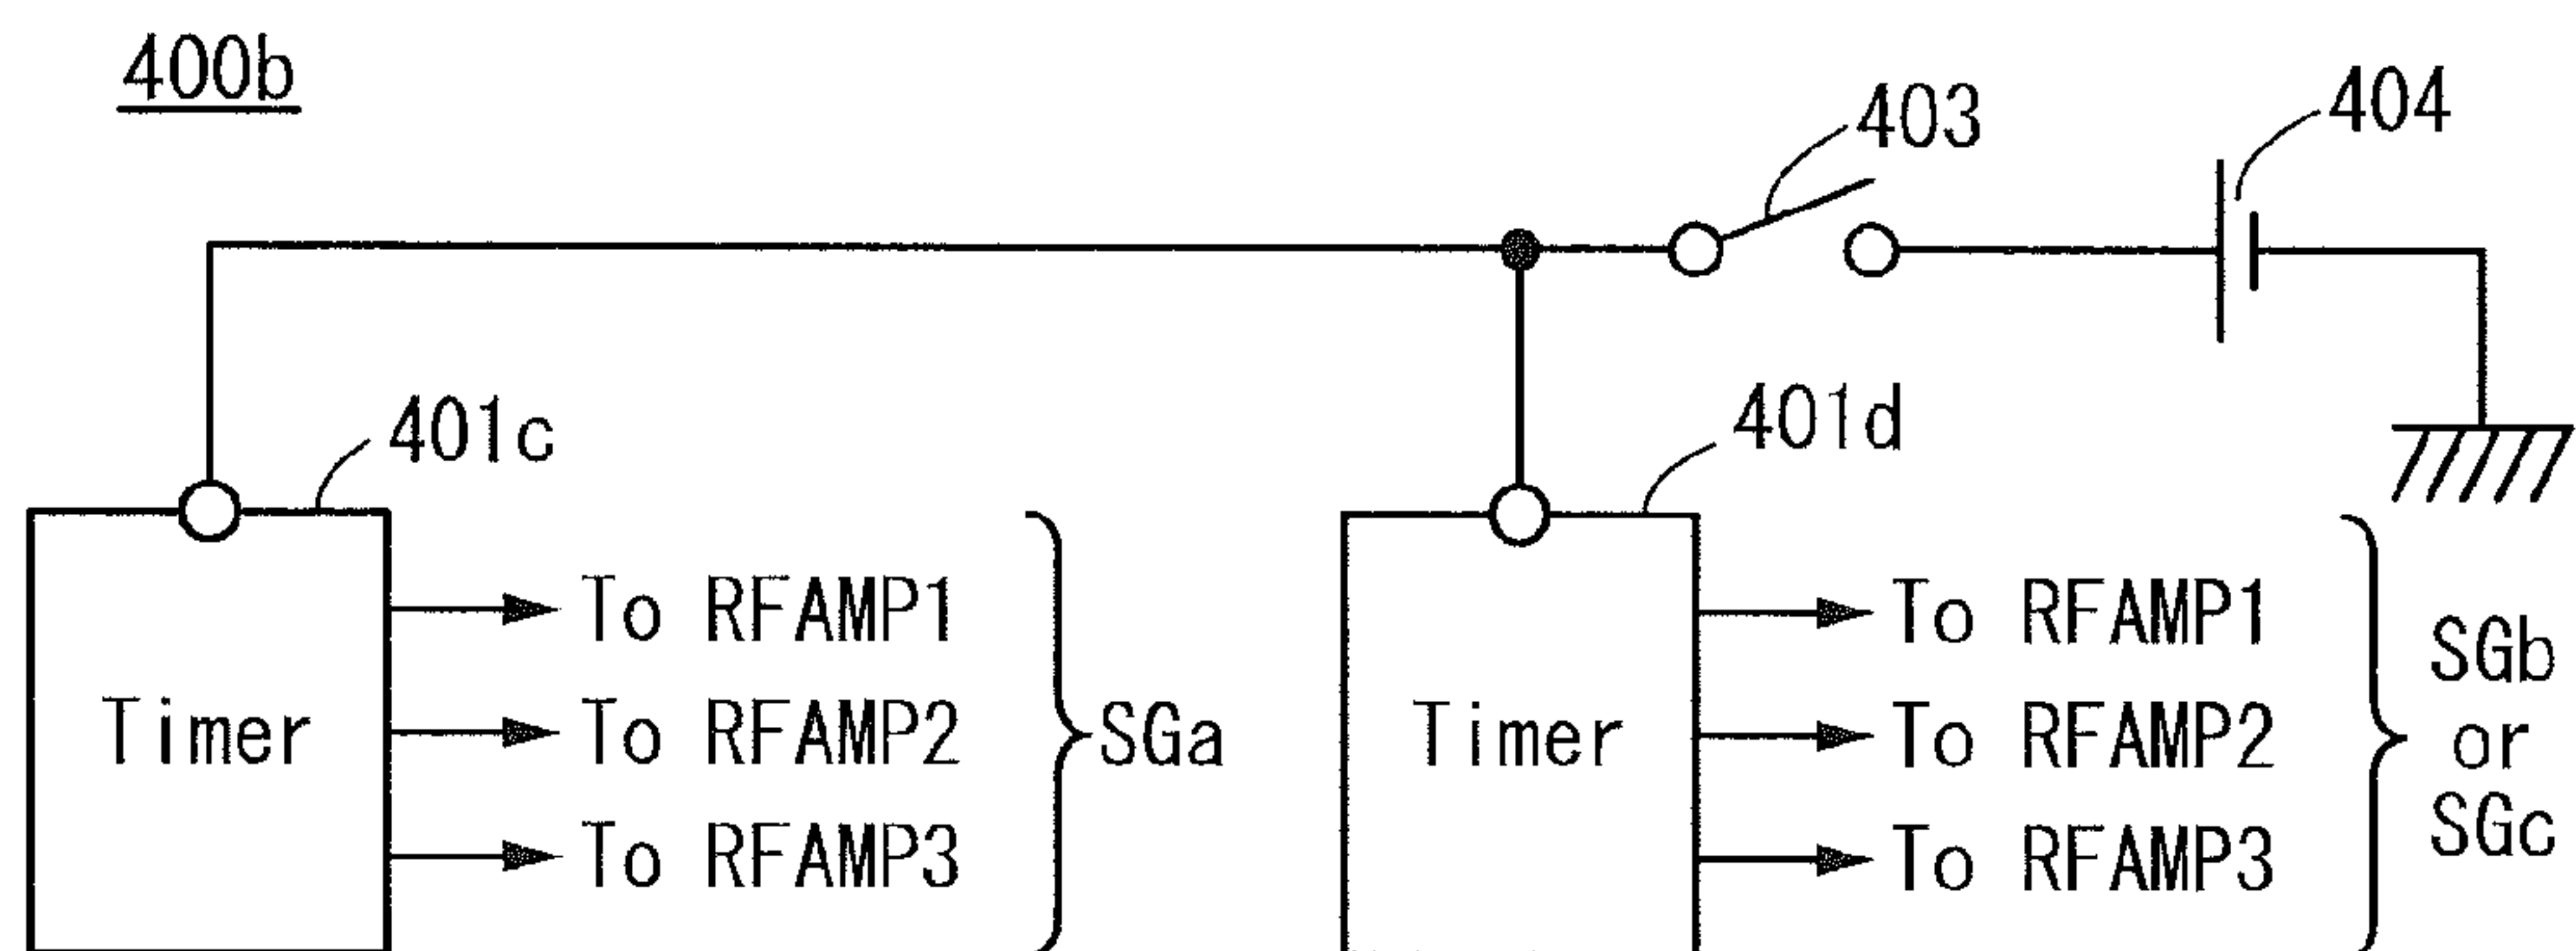 400b
403
404
401c
401d
Timer
To RFAMP1
To RFAMP2
To RFAMP3
SGa
Timer
To RFAMP1
To RFAMP2
To RFAMP3
SGb
or
SGc